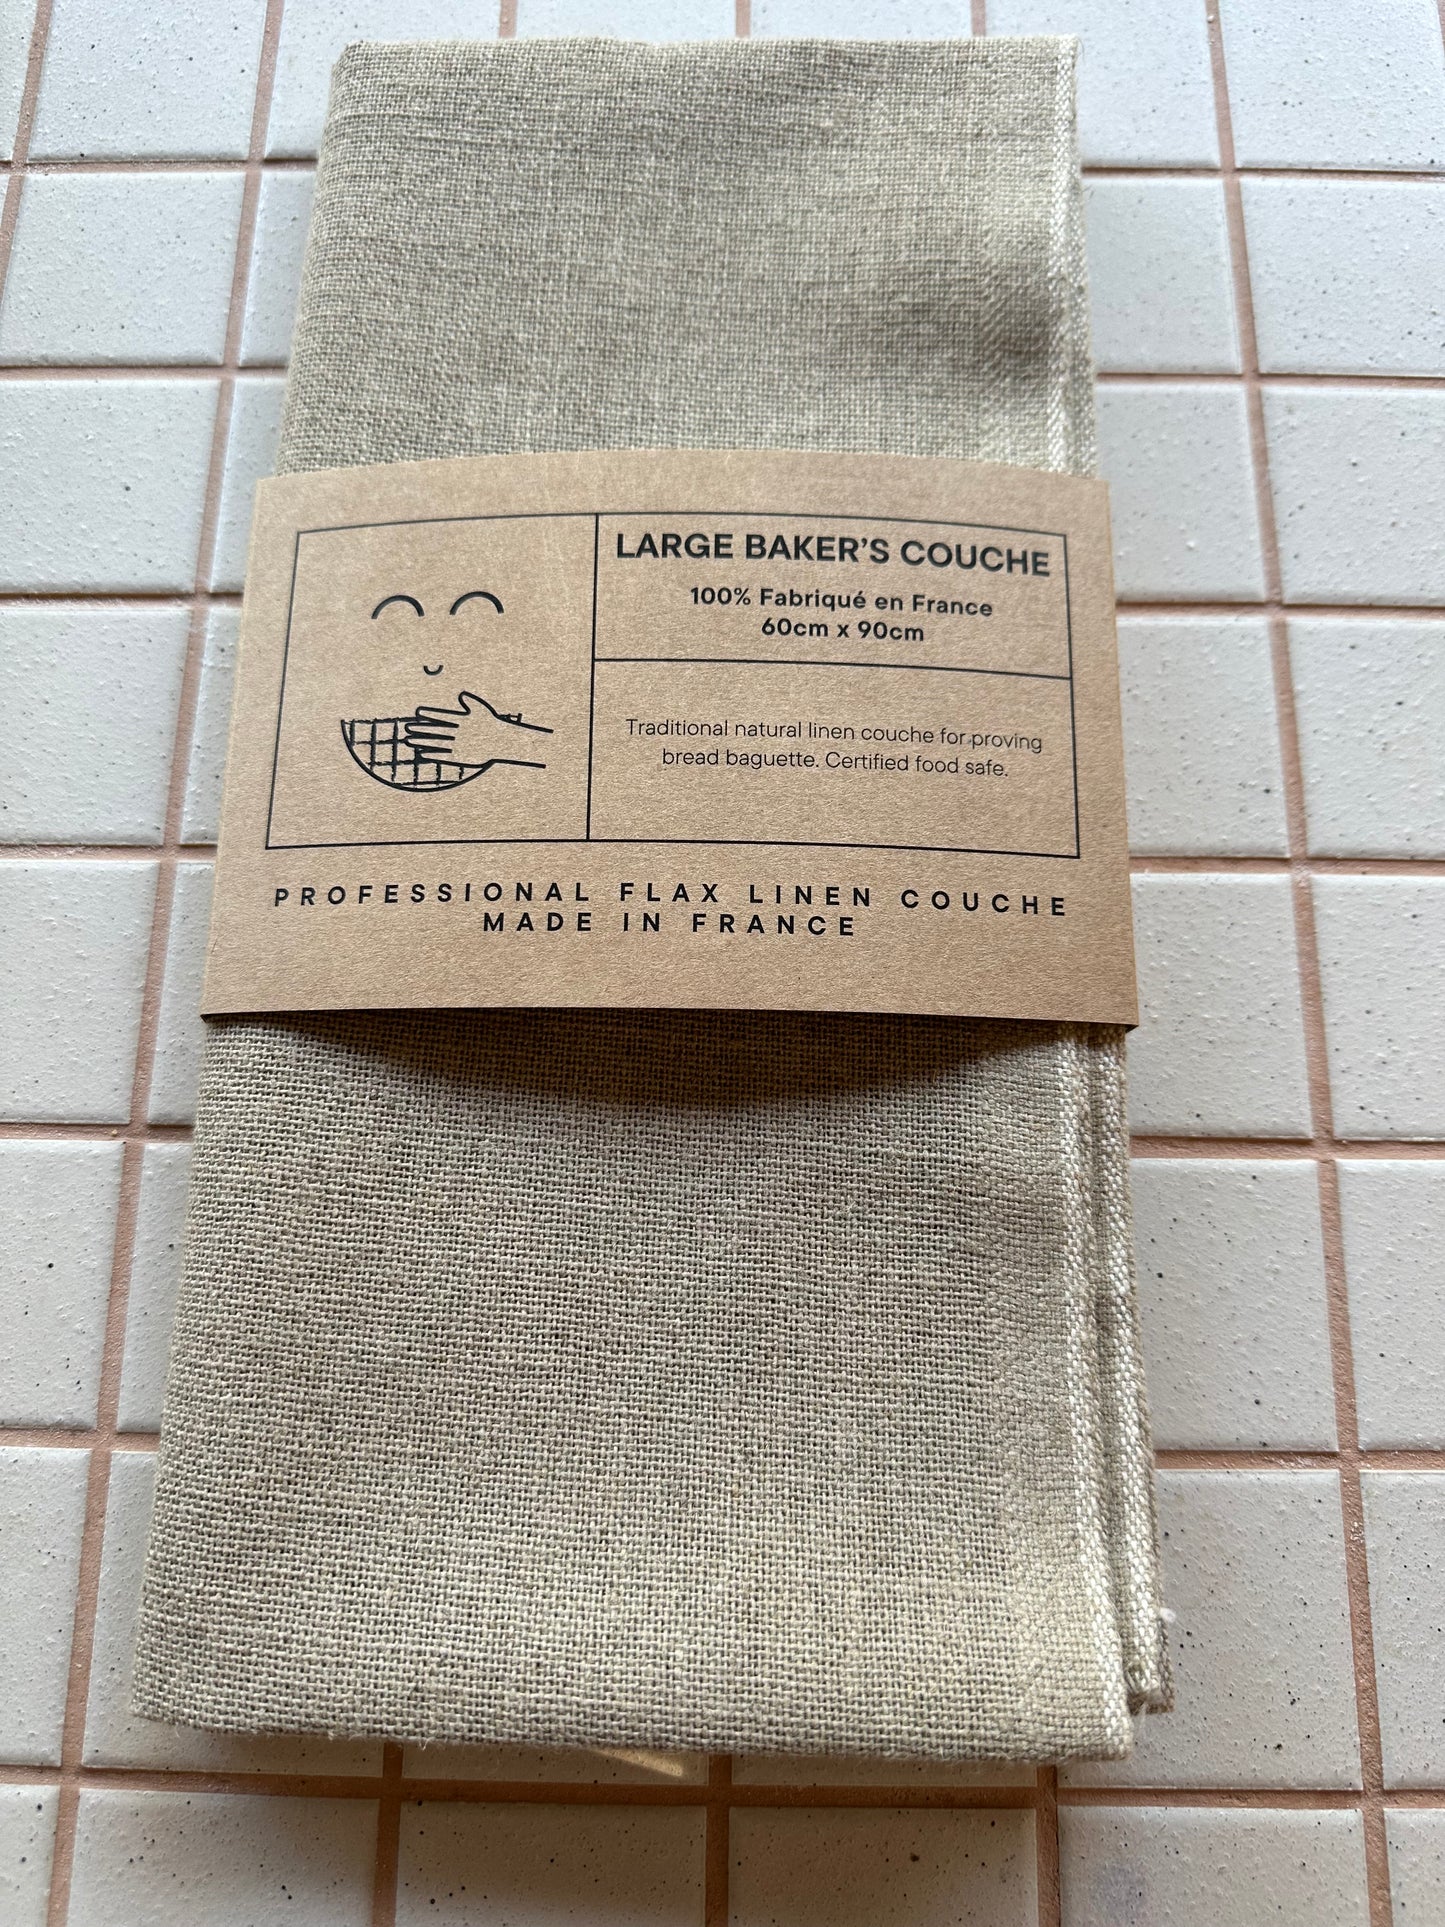 LARGE BAKER'S COUCHE
100% Fabriqué en France
60cm x 90cm
Traditional natural linen couche for proving
bread baguette. Certified food safe.
PROFESSIONAL FLAX LINEN COUCHE
MADE IN FRANCE